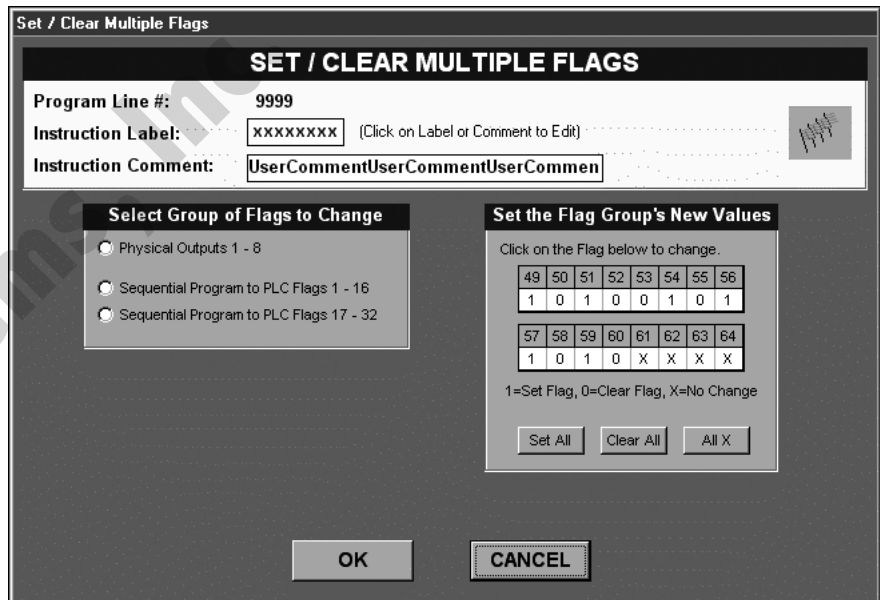 Set / Clear Multiple Flags
SET / CLEAR MULTIPLE FLAGS
Program Line #: 9999
Instruction Label: XXXXXXXX (Click on Label or Comment to Edit)
Instruction Comment: UserCommentUserCommentUserCommen
Select Group of Flags to Change
Physical Outputs 1 - 8
Sequential Program to PLC Flags 1 - 16
Sequential Program to PLC Flags 17 - 32
Set the Flag Group's New Values
Click on the Flag below to change.
49 50 51 52 53 54 55 56
1 0 1 0 0 1 0 1
57 58 59 60 61 62 63 64
1 0 1 0 X X X X
1=Set Flag, 0=Clear Flag, X=No Change
Set All Clear All All X
OK CANCEL
ms, Inc.